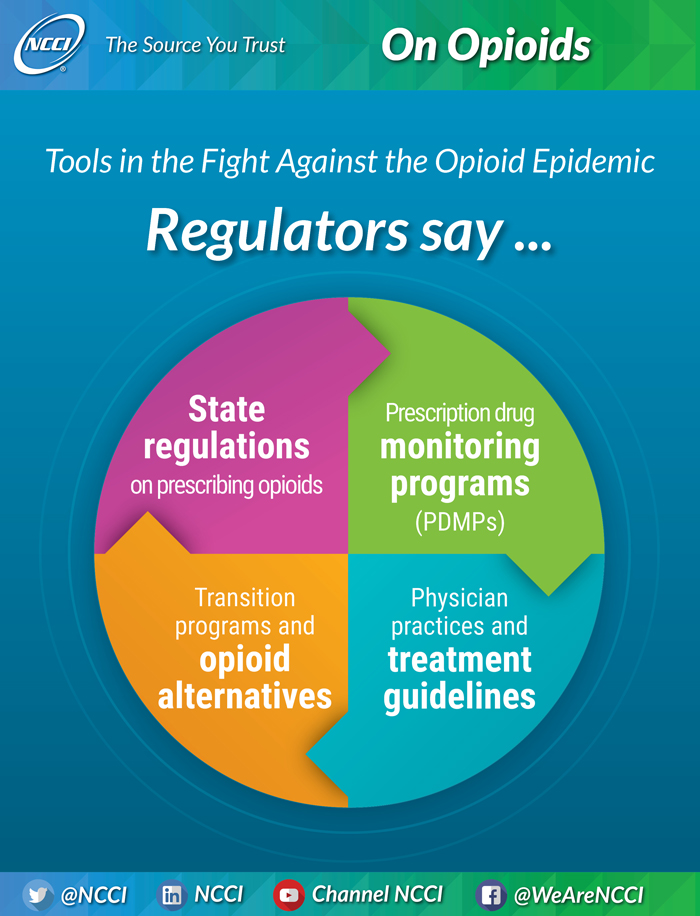 NCCI
®
The Source You Trust
On Opioids
Tools in the Fight Against the Opioid Epidemic
Regulators say ...
State
regulations
on prescribing opioids
Prescription drug
monitoring
programs
(PDMPs)
Transition
programs and
opioid
alternatives
Physician
practices and
treatment
guidelines
@NCCI
in
NCCI
Channel NCCI
f
@WeAreNCCI